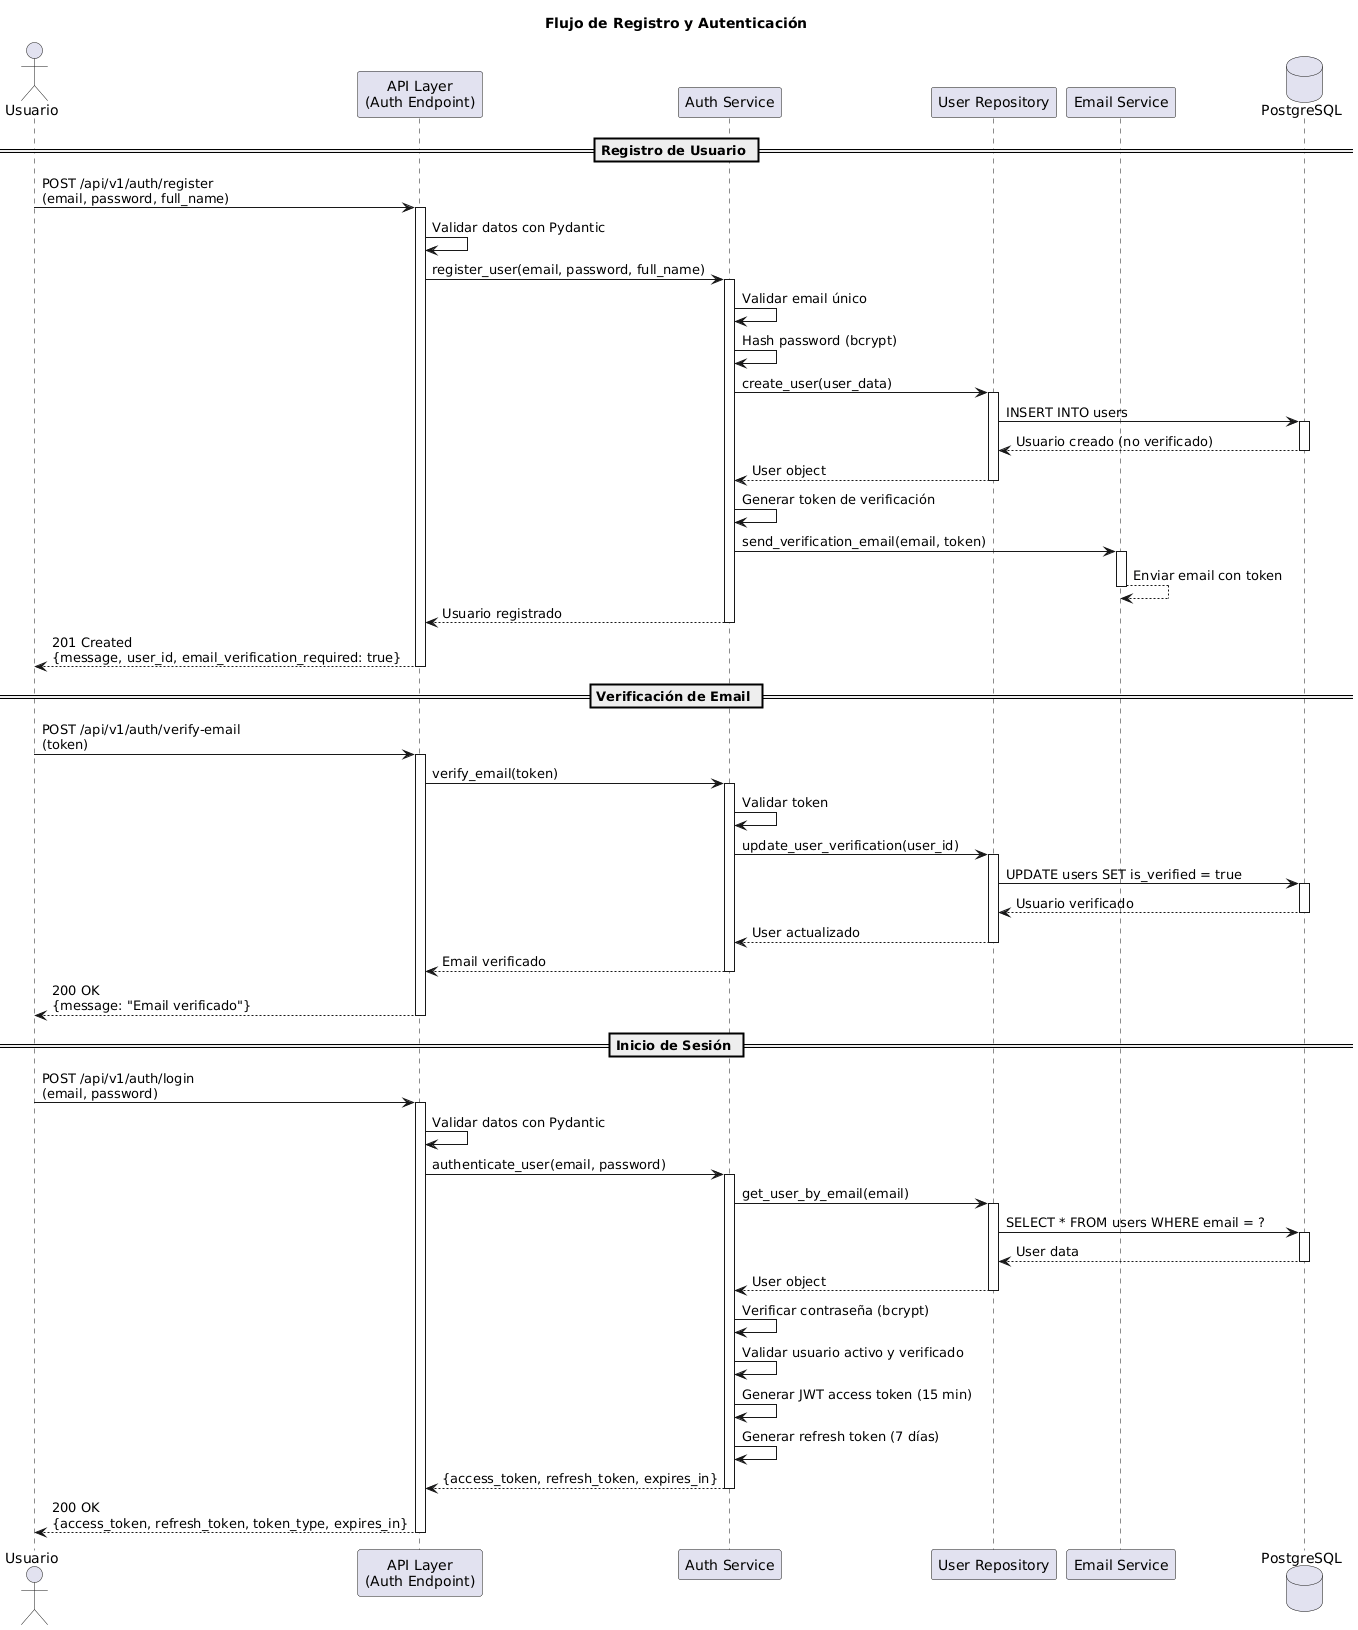 Flujo de Registro y Autenticación
Usuario
API Layer
(Auth Endpoint)
Auth Service
User Repository
Email Service
PostgreSQL
Registro de Usuario
POST /api/v1/auth/register
(email, password, full_name)
Validar datos con Pydantic
register_user(email, password, full_name)
Validar email único
Hash password (bcrypt)
create_user(user_data)
INSERT INTO users
Usuario creado (no verificado)
User object
Generar token de verificación
send_verification_email(email, token)
Enviar email con token
Usuario registrado
201 Created
{message, user_id, email_verification_required: true}
Verificación de Email
POST /api/v1/auth/verify-email
(token)
verify_email(token)
Validar token
update_user_verification(user_id)
UPDATE users SET is_verified = true
Usuario verificado
User actualizado
Email verificado
200 OK
{message: "Email verificado"}
Inicio de Sesión
POST /api/v1/auth/login
(email, password)
Validar datos con Pydantic
authenticate_user(email, password)
get_user_by_email(email)
SELECT * FROM users WHERE email = ?
User data
User object
Verificar contraseña (bcrypt)
Validar usuario activo y verificado
Generar JWT access token (15 min)
Generar refresh token (7 días)
{access_token, refresh_token, expires_in}
200 OK
{access_token, refresh_token, token_type, expires_in}
Usuario
API Layer
(Auth Endpoint)
Auth Service
User Repository
Email Service
PostgreSQL